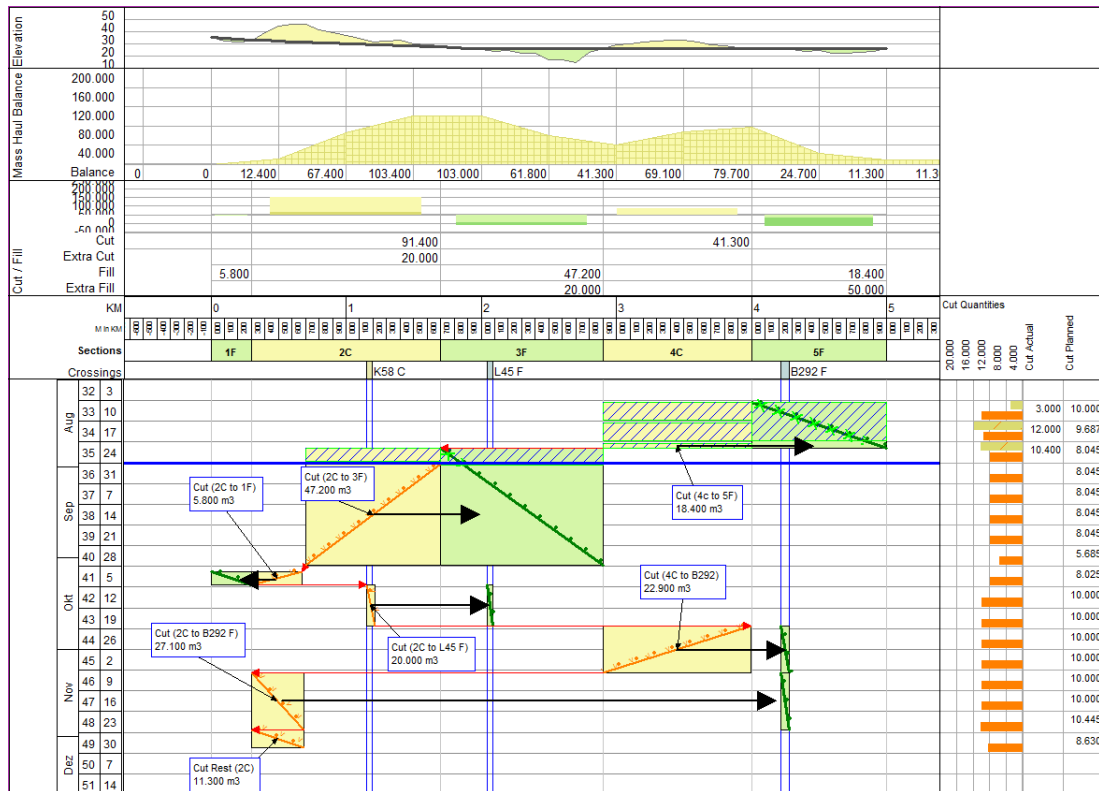 Elevation
50
40
30
20
10
Mass Haul Balance
200.000
160.000
120.000
80.000
40.000
Balance 0 0 12.400 67.400 103.400 103.000 61.800 41.300 69.100 79.700 24.700 11.300 11.3
Cut / Fill
200.000
150.000
0
-50.000
Cut 91.400 41.300
Extra Cut 20.000
Fill 5.800 47.200 18.400
Extra Fill 20.000 50.000
KM 0 1 2 3 4 5
M in KM
Sections 1F 2C 3F 4C 5F
Crossings K58 C L45 F B292 F
Cut Quantities
20.000
16.000
12.000
8.000
4.000
Cut Actual
Cut Planned
Aug
32 3
33 10 3.000 10.000
34 17 12.000 9.687
35 24 10.400 8.045
Sep
36 31 8.045
37 7 8.045
38 14 8.045
39 21 8.045
40 28 5.685
Okt
41 5 8.025
42 12 10.000
43 19 10.000
44 26 10.000
Nov
45 2 10.000
46 9 10.000
47 16 10.000
48 23 10.445
49 30 8.630
Dez
50 7
51 14
Cut (2C to 1F)
5.800 m3
Cut (2C to 3F)
47.200 m3
Cut (4c to 5F)
18.400 m3
Cut (4C to B292)
22.900 m3
Cut (2C to B292 F)
27.100 m3
Cut (2C to L45 F)
20.000 m3
Cut Rest (2C)
11.300 m3